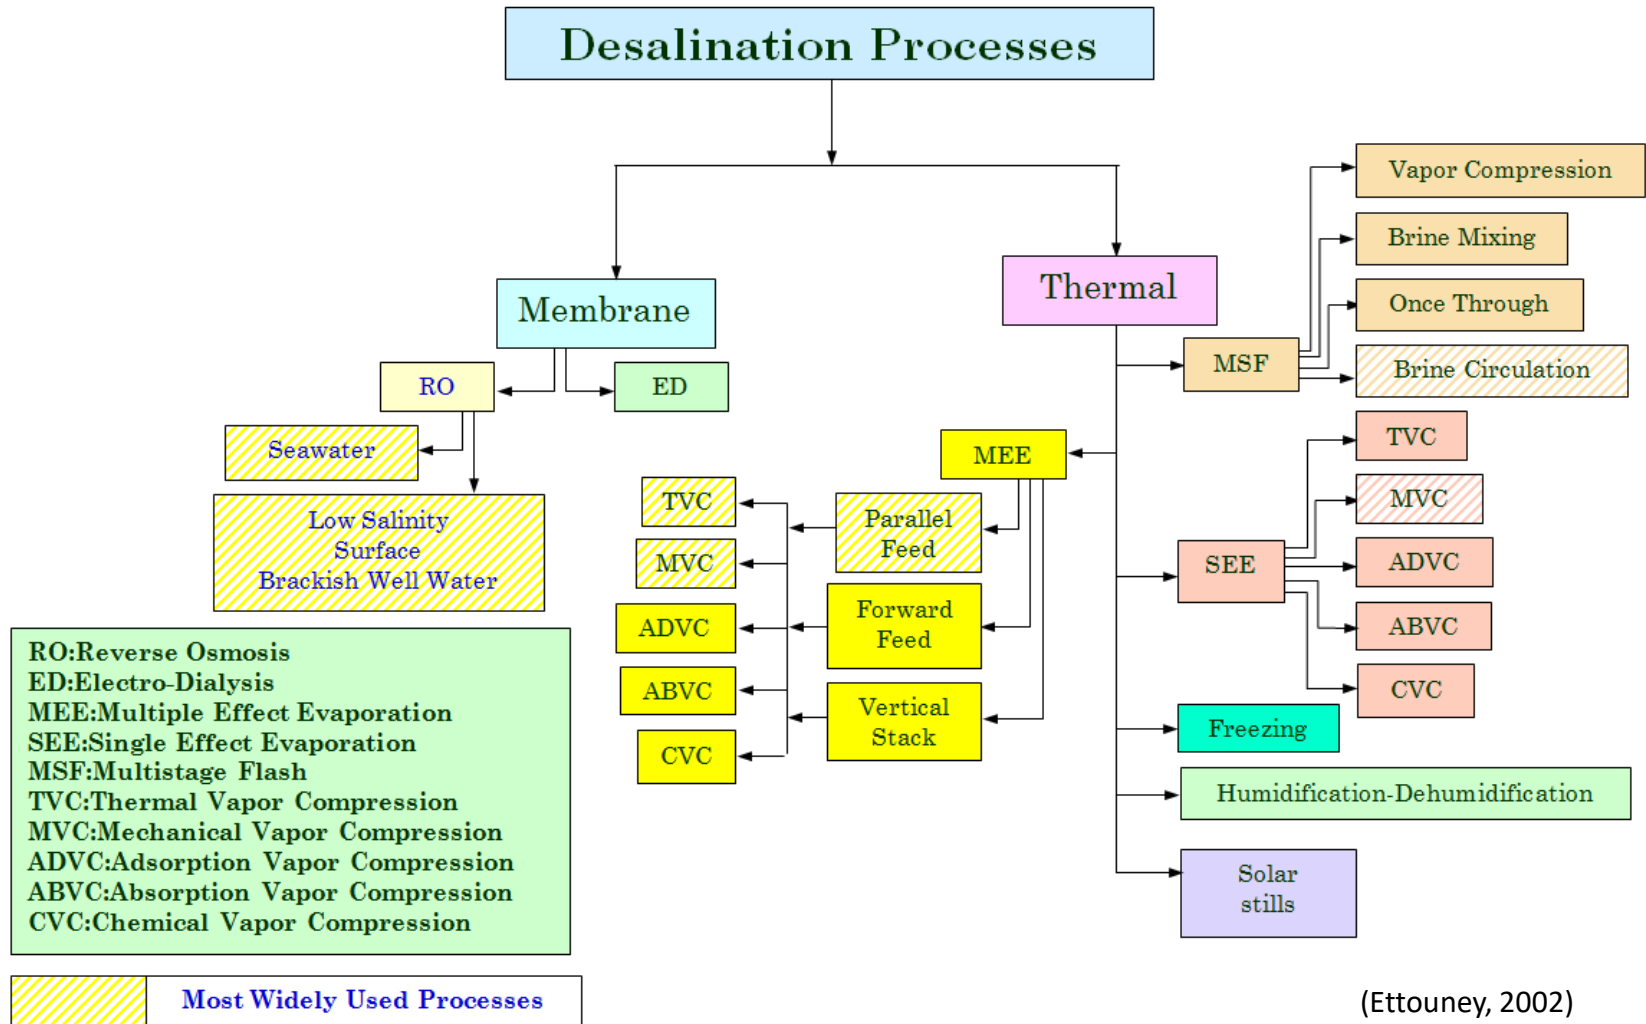 Desalination Processes
Membrane
RO
ED
Seawater
Low Salinity
Surface
Brackish Well Water
Thermal
MSF
Vapor Compression
Brine Mixing
Once Through
Brine Circulation
MEE
Parallel
Feed
Forward
Feed
Vertical
Stack
TVC
MVC
ADVC
ABVC
CVC
SEE
TVC
MVC
ADVC
ABVC
CVC
Freezing
Humidification-Dehumidification
Solar
stills
RO:Reverse Osmosis
ED:Electro-Dialysis
MEE:Multiple Effect Evaporation
SEE:Single Effect Evaporation
MSF:Multistage Flash
TVC:Thermal Vapor Compression
MVC:Mechanical Vapor Compression
ADVC:Adsorption Vapor Compression
ABVC:Absorption Vapor Compression
CVC:Chemical Vapor Compression
Most Widely Used Processes
(Ettouney, 2002)